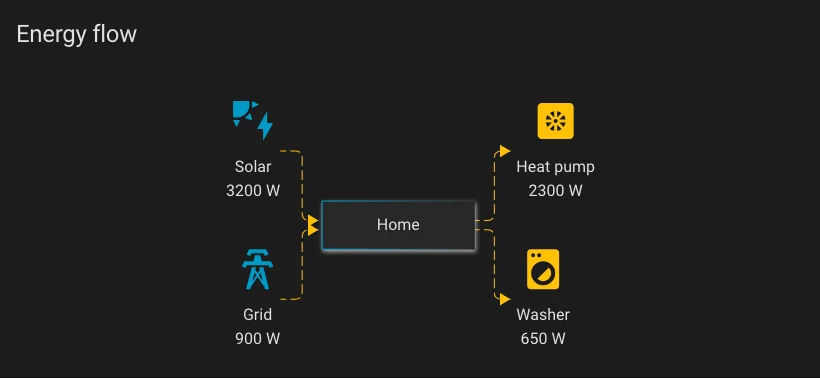 Energy flow
Solar
3200 W
Heat pump
2300 W
Home
Grid
900 W
Washer
650 W